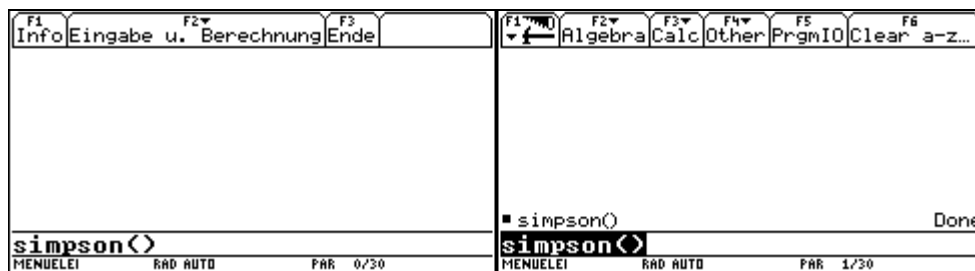 F1 F2▾ F3
Info Eingabe u. Berechnung Ende
simpson()
MENUELEI RAD AUTO PAR 0/30
F1 F2▾ F3▾ F4▾ F5 F6
Algebra Calc Other PrgmIO Clear a-z…
▪ simpson() Done
simpson()
MENUELEI RAD AUTO PAR 1/30